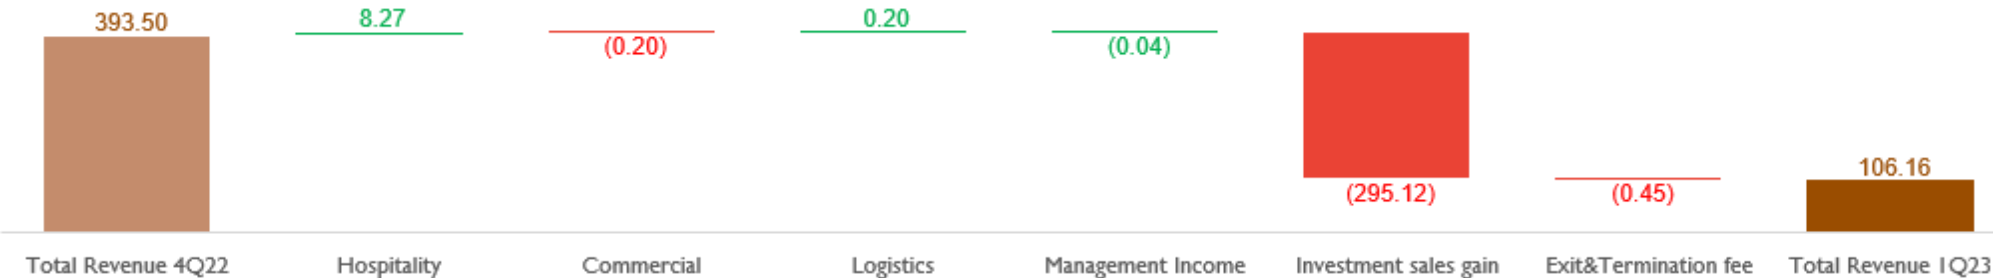 393.50
8.27
(0.20)
0.20
(0.04)
(295.12)
(0.45)
106.16
Total Revenue 4Q22
Hospitality
Commercial
Logistics
Management Income
Investment sales gain
Exit&Termination fee
Total Revenue 1Q23